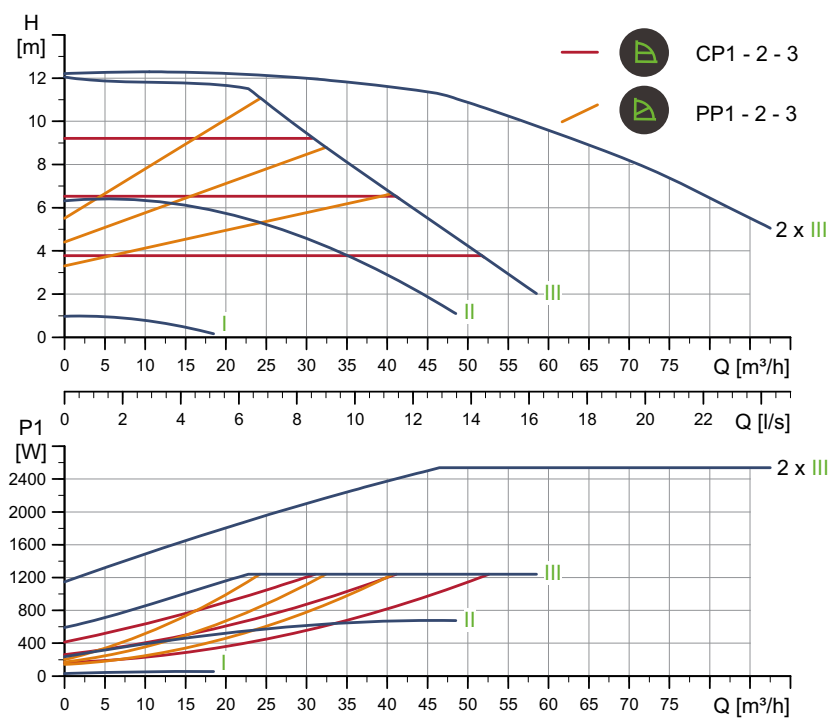 H
[m]
CP1 - 2 - 3
PP1 - 2 - 3
12
10
8
6
4
2
0
2 x III
III
II
I
0 5 10 15 20 25 30 35 40 45 50 55 60 65 70 75 Q [m³/h]
0 2 4 6 8 10 12 14 16 18 20 22 Q [l/s]
P1
[W]
2400
2000
1600
1200
800
400
0
2 x III
III
II
I
0 5 10 15 20 25 30 35 40 45 50 55 60 65 70 75 Q [m³/h]